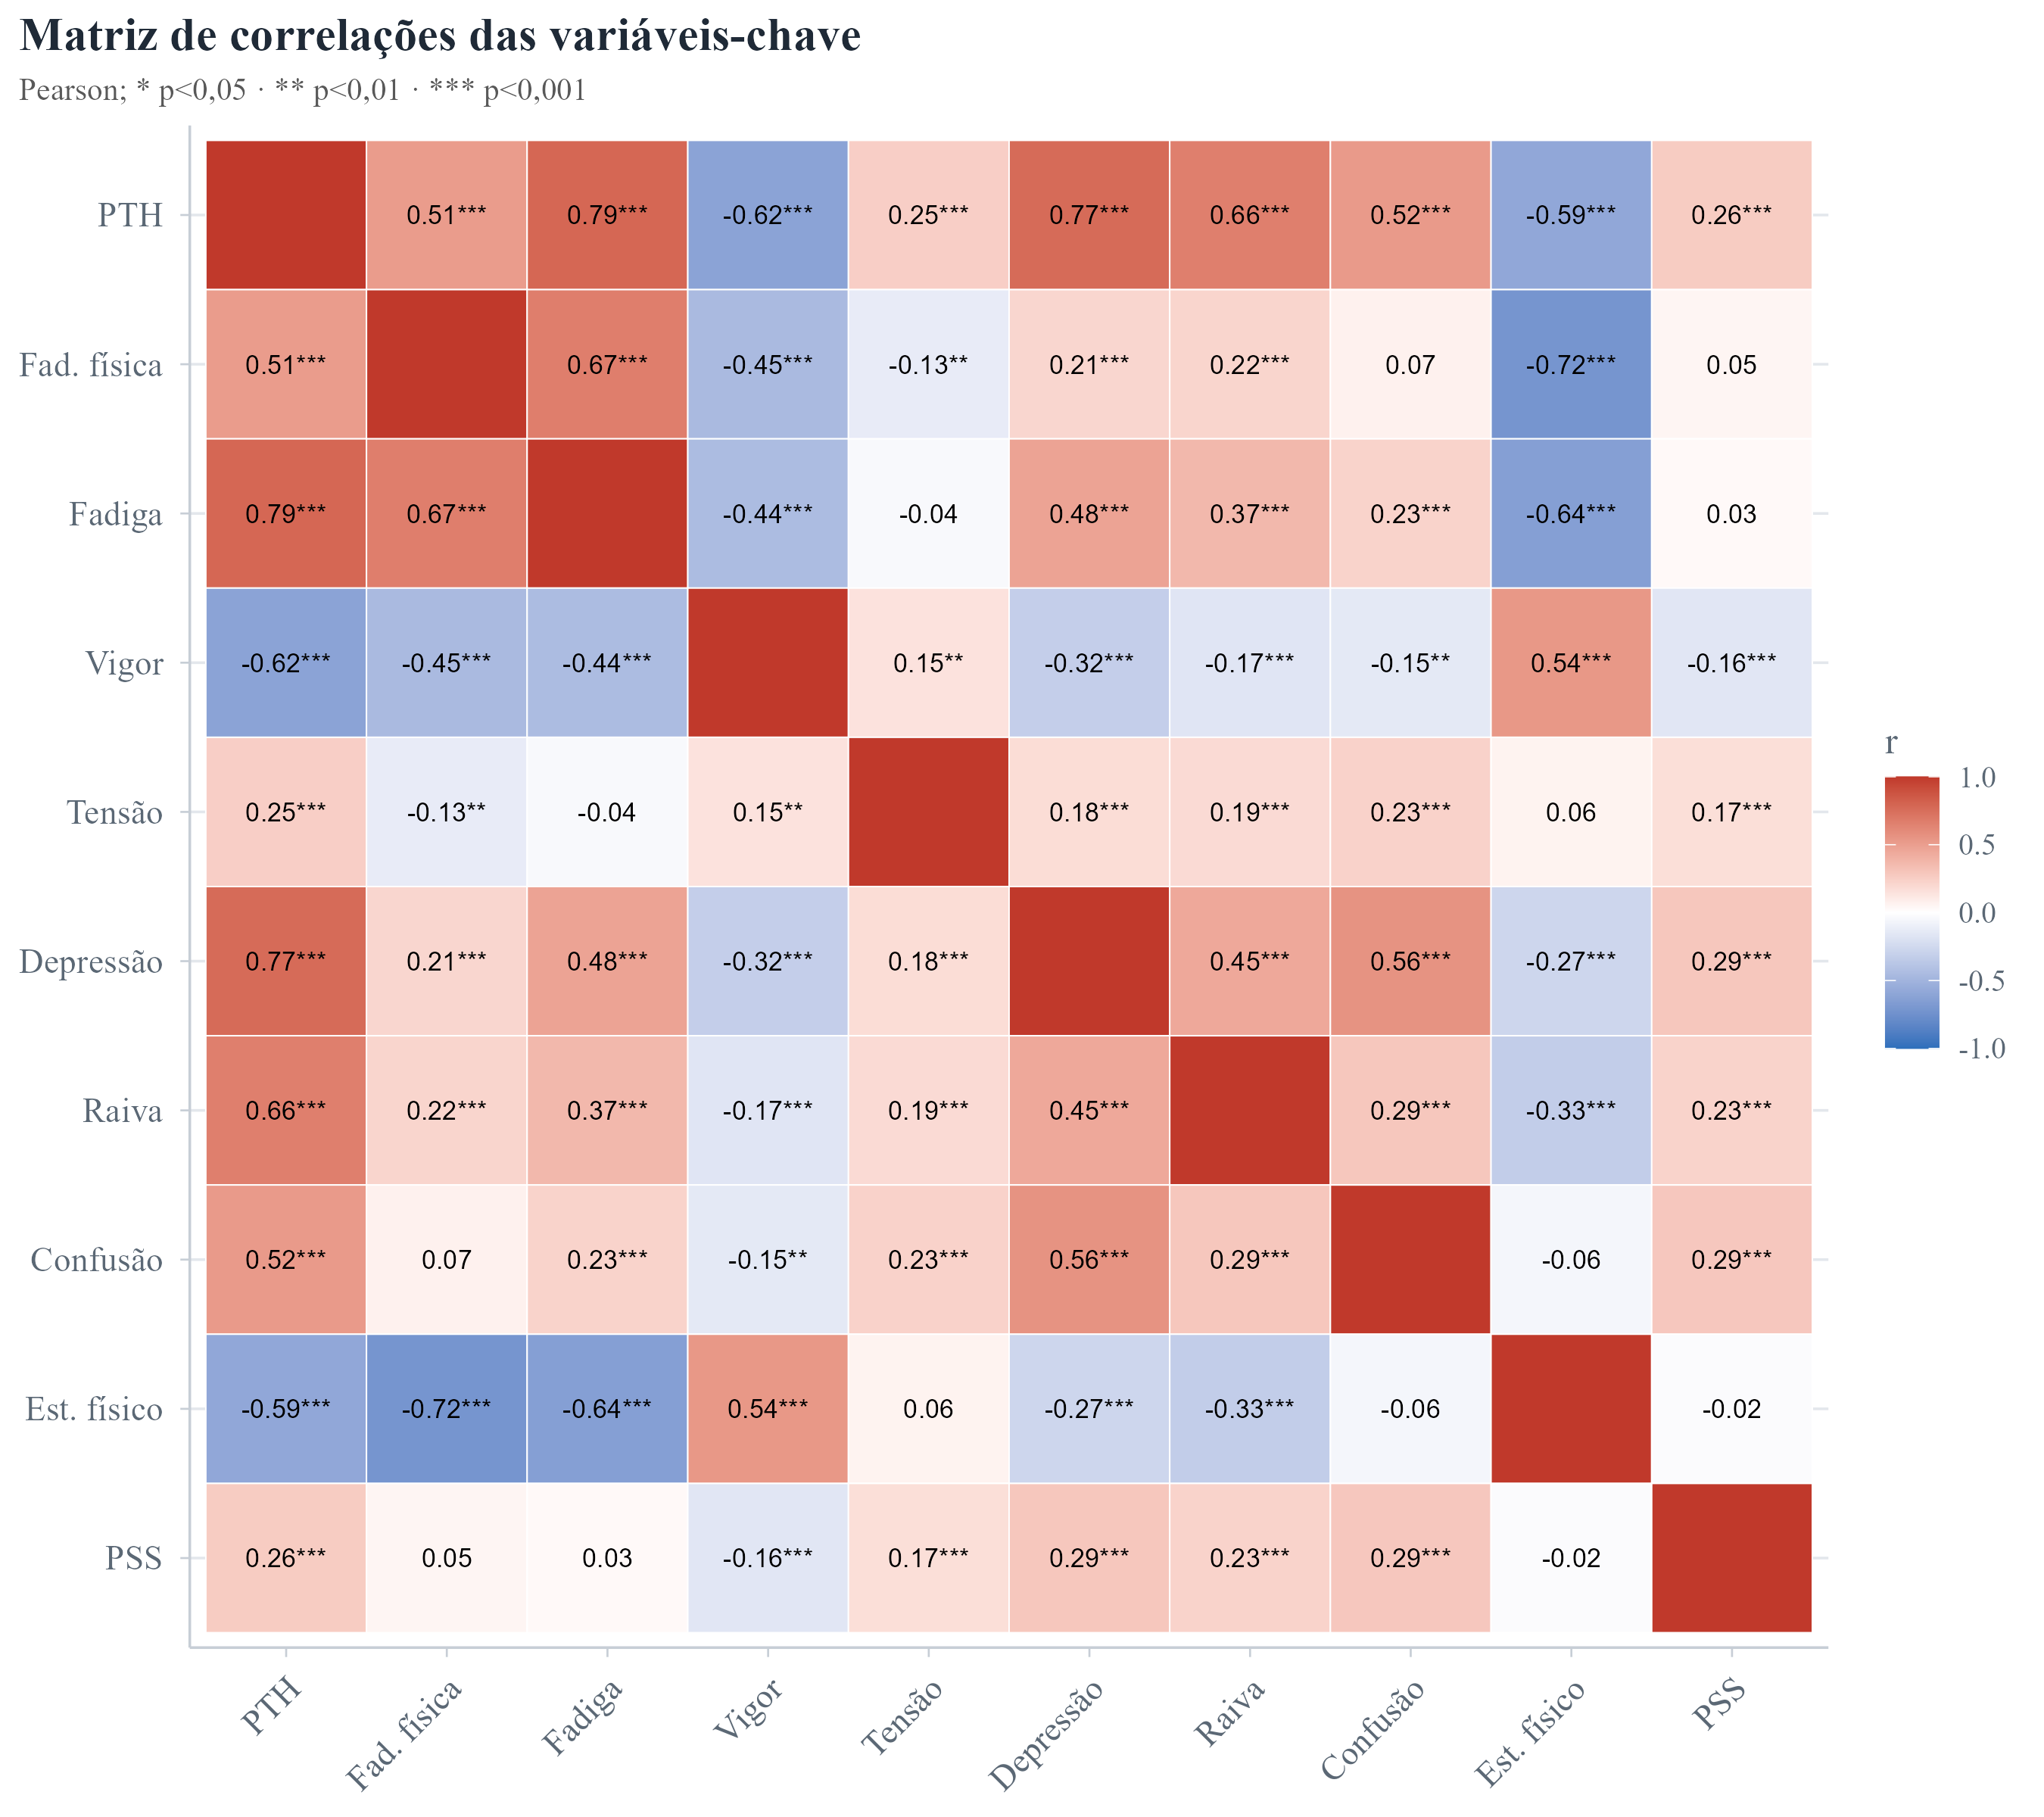 Matriz de correlações das variáveis-chave
Pearson; * p<0,05 · ** p<0,01 · *** p<0,001
PTH 0.51*** 0.79*** -0.62*** 0.25*** 0.77*** 0.66*** 0.52*** -0.59*** 0.26***
Fad. física 0.51*** 0.67*** -0.45*** -0.13** 0.21*** 0.22*** 0.07 -0.72*** 0.05
Fadiga 0.79*** 0.67*** -0.44*** -0.04 0.48*** 0.37*** 0.23*** -0.64*** 0.03
Vigor -0.62*** -0.45*** -0.44*** 0.15** -0.32*** -0.17*** -0.15** 0.54*** -0.16***
Tensão 0.25*** -0.13** -0.04 0.15** 0.18*** 0.19*** 0.23*** 0.06 0.17***
Depressão 0.77*** 0.21*** 0.48*** -0.32*** 0.18*** 0.45*** 0.56*** -0.27*** 0.29***
Raiva 0.66*** 0.22*** 0.37*** -0.17*** 0.19*** 0.45*** 0.29*** -0.33*** 0.23***
Confusão 0.52*** 0.07 0.23*** -0.15** 0.23*** 0.56*** 0.29*** -0.06 0.29***
Est. físico -0.59*** -0.72*** -0.64*** 0.54*** 0.06 -0.27*** -0.33*** -0.06 -0.02
PSS 0.26*** 0.05 0.03 -0.16*** 0.17*** 0.29*** 0.23*** 0.29*** -0.02
PTH Fad. física Fadiga Vigor Tensão Depressão Raiva Confusão Est. físico PSS
r
1.0
0.5
0.0
-0.5
-1.0